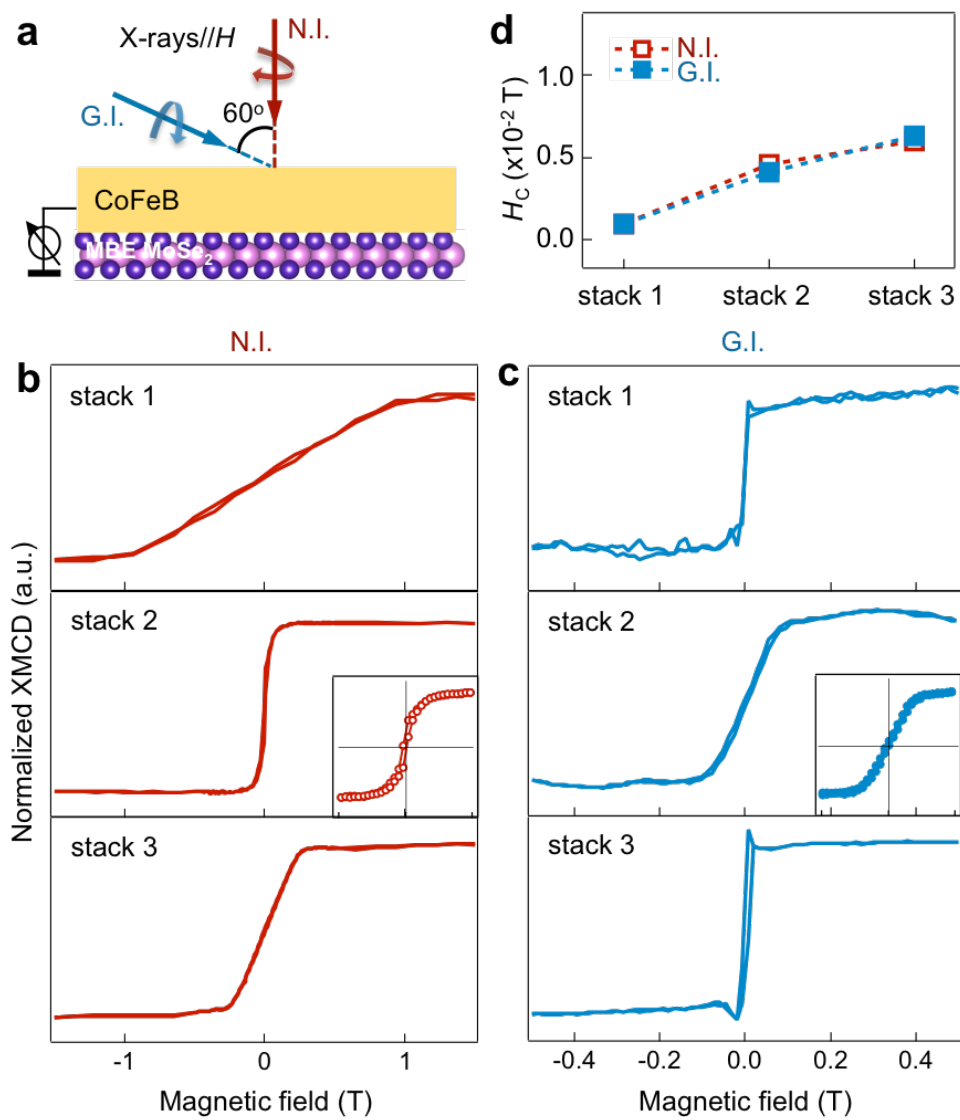 a
X-rays//H
N.I.
G.I.
60o
CoFeB
MBE MoSe2
d
N.I.
G.I.
HC (x10-2 T)
1.0
0.5
0.0
stack 1
stack 2
stack 3
N.I.
G.I.
b
stack 1
stack 2
stack 3
Normalized XMCD (a.u.)
-1
0
1
Magnetic field (T)
c
stack 1
stack 2
stack 3
-0.4
-0.2
0.0
0.2
0.4
Magnetic field (T)